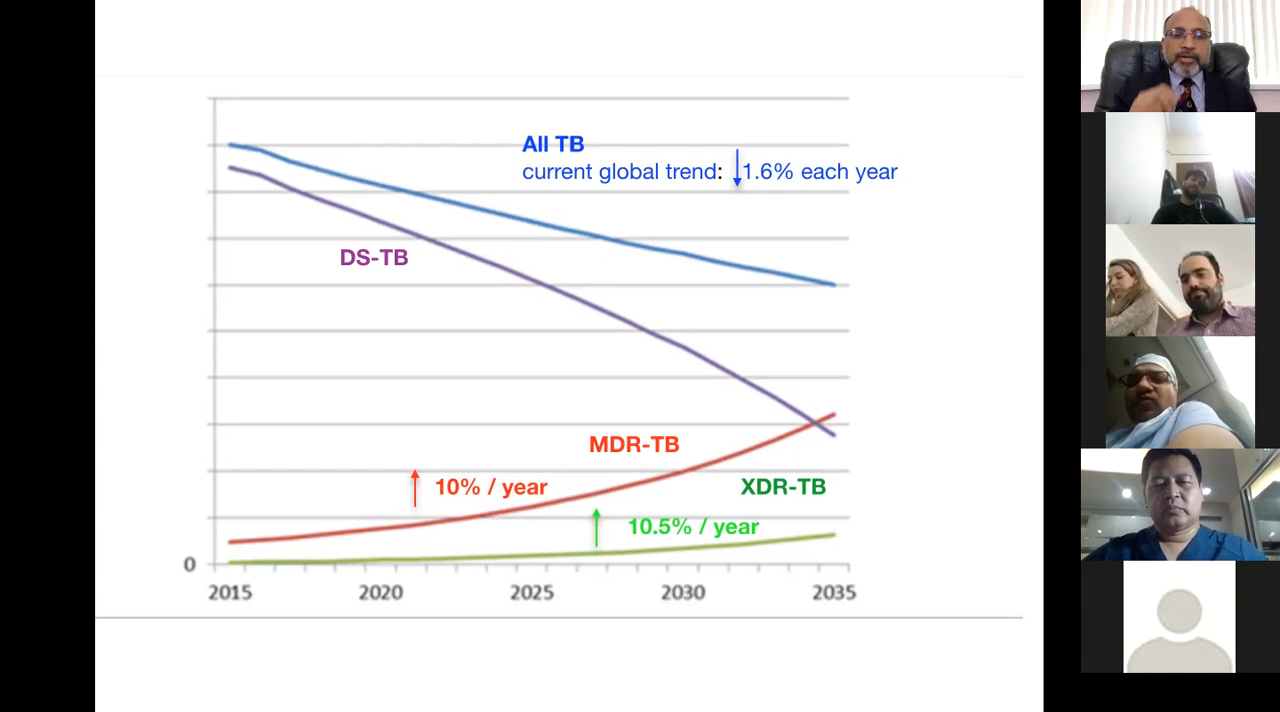 All TB
current global trend: ↓1.6% each year
DS-TB
MDR-TB
↑ 10% / year
XDR-TB
↑ 10.5% / year
0
2015 2020 2025 2030 2035